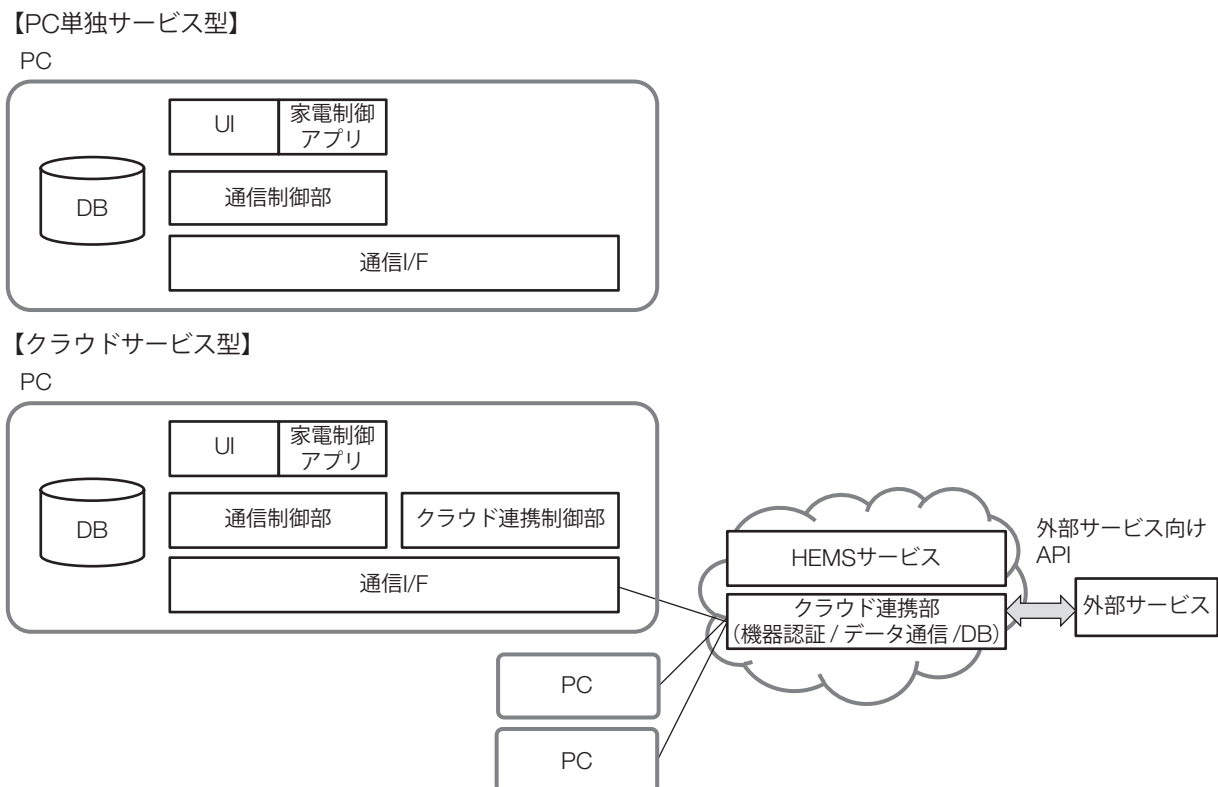 【PC単独サービス型】
PC
UI
家電制御
アプリ
DB
通信制御部
通信I/F
【クラウドサービス型】
PC
UI
家電制御
アプリ
DB
通信制御部
クラウド連携制御部
通信I/F
HEMSサービス
クラウド連携部
(機器認証 / データ通信 /DB)
外部サービス向け
API
外部サービス
PC
PC